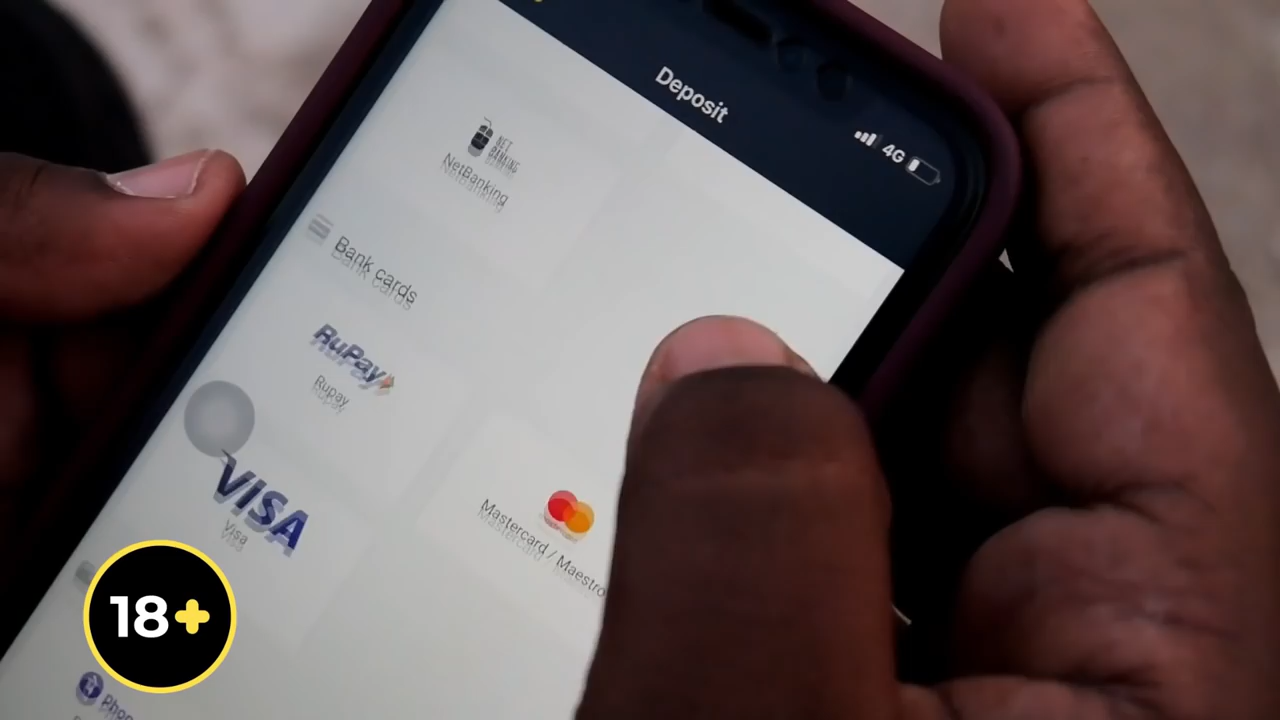 Deposit
4G
NET
BANKING
NetBanking
Bank cards
RuPay
Rupay
VISA
Visa
Mastercard / Maestro
18+